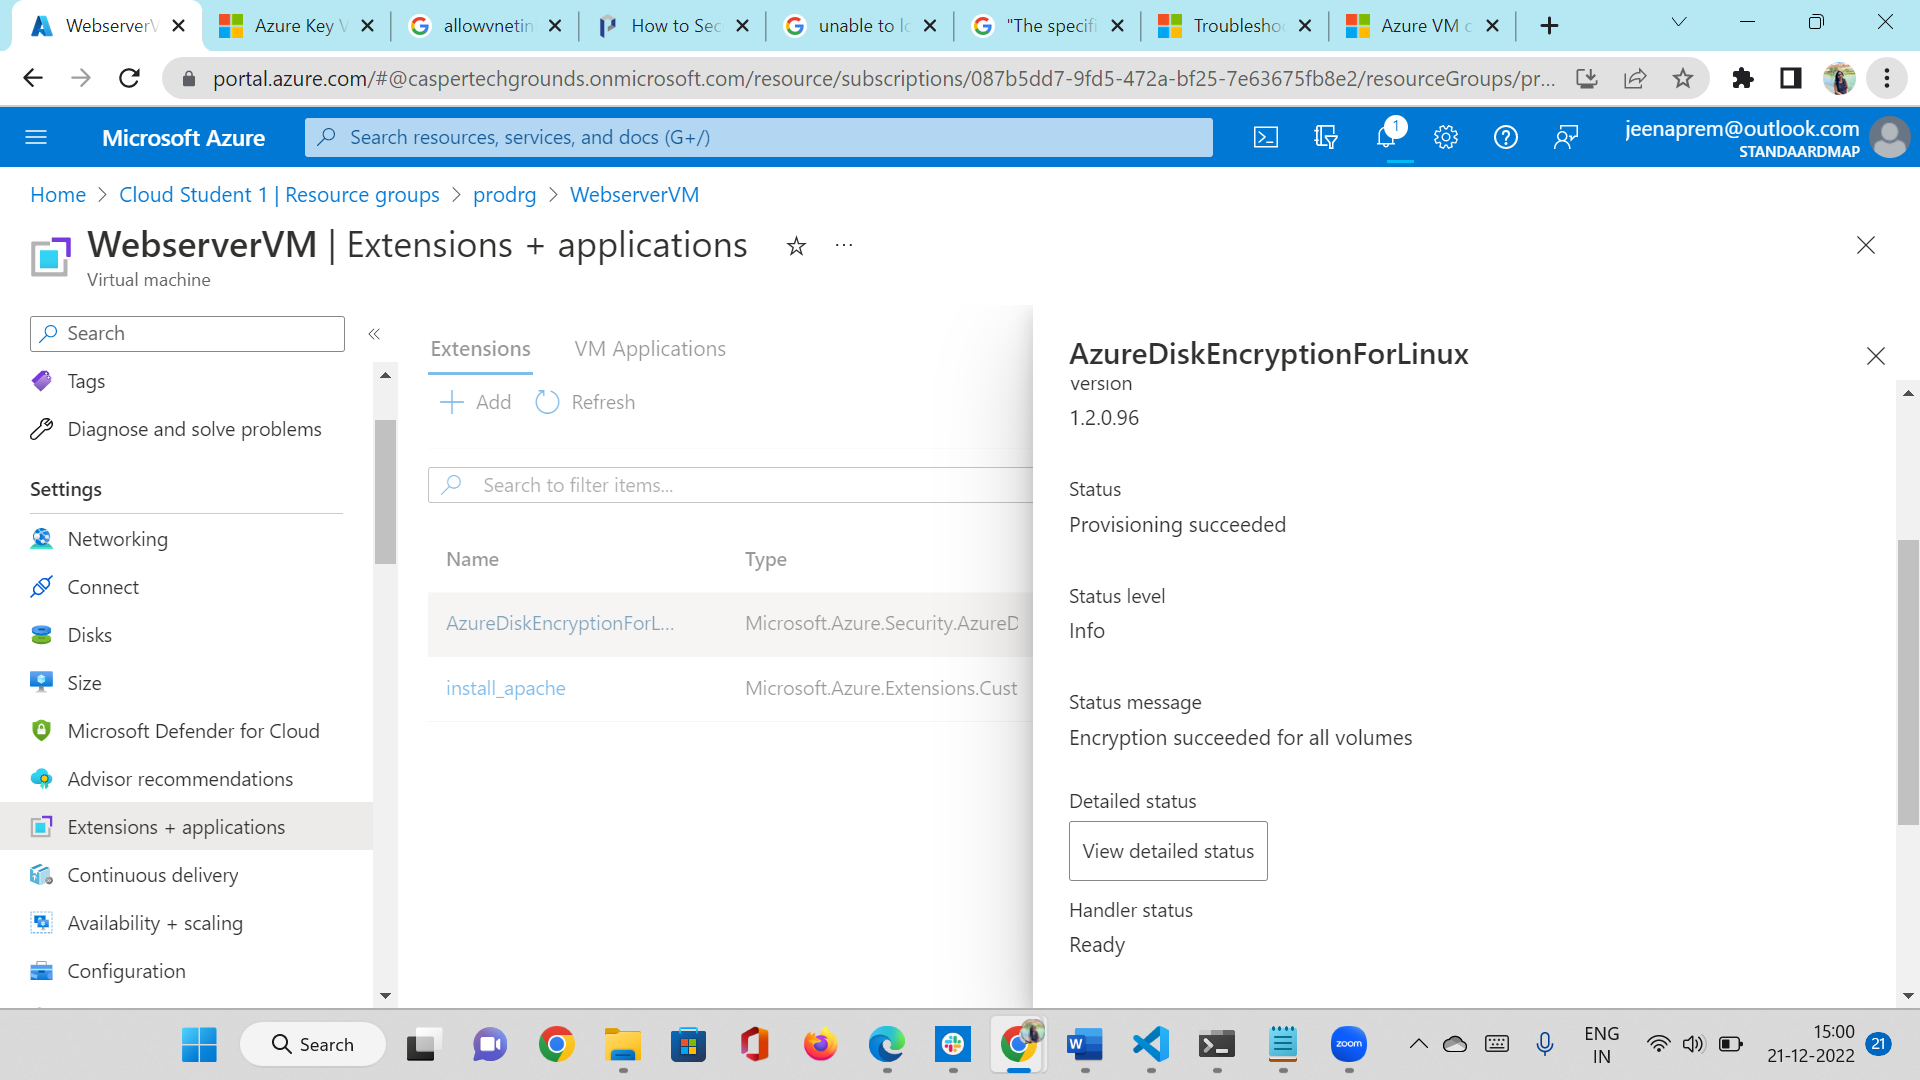 WebserverV
Azure Key V
allowvnetin
How to Sec
unable to lo
"The specifi
Troubleshoo
Azure VM c
portal.azure.com/#@caspertechgrounds.onmicrosoft.com/resource/subscriptions/087b5dd7-9fd5-472a-bf25-7e63675fb8e2/resourceGroups/pr...
Microsoft Azure
Search resources, services, and docs (G+/)
1
jeenaprem@outlook.com
STANDAARDMAP
Home > Cloud Student 1 | Resource groups > prodrg > WebserverVM
WebserverVM | Extensions + applications
Virtual machine
Search
Tags
Diagnose and solve problems
Settings
Networking
Connect
Disks
Size
Microsoft Defender for Cloud
Advisor recommendations
Extensions + applications
Continuous delivery
Availability + scaling
Configuration
Extensions
VM Applications
Add
Refresh
Search to filter items...
Name Type
AzureDiskEncryptionForL... Microsoft.Azure.Security.AzureD
install_apache Microsoft.Azure.Extensions.Cust
AzureDiskEncryptionForLinux
Version
1.2.0.96
Status
Provisioning succeeded
Status level
Info
Status message
Encryption succeeded for all volumes
Detailed status
View detailed status
Handler status
Ready
Search
zoom
ENG
IN
15:00
21-12-2022
21